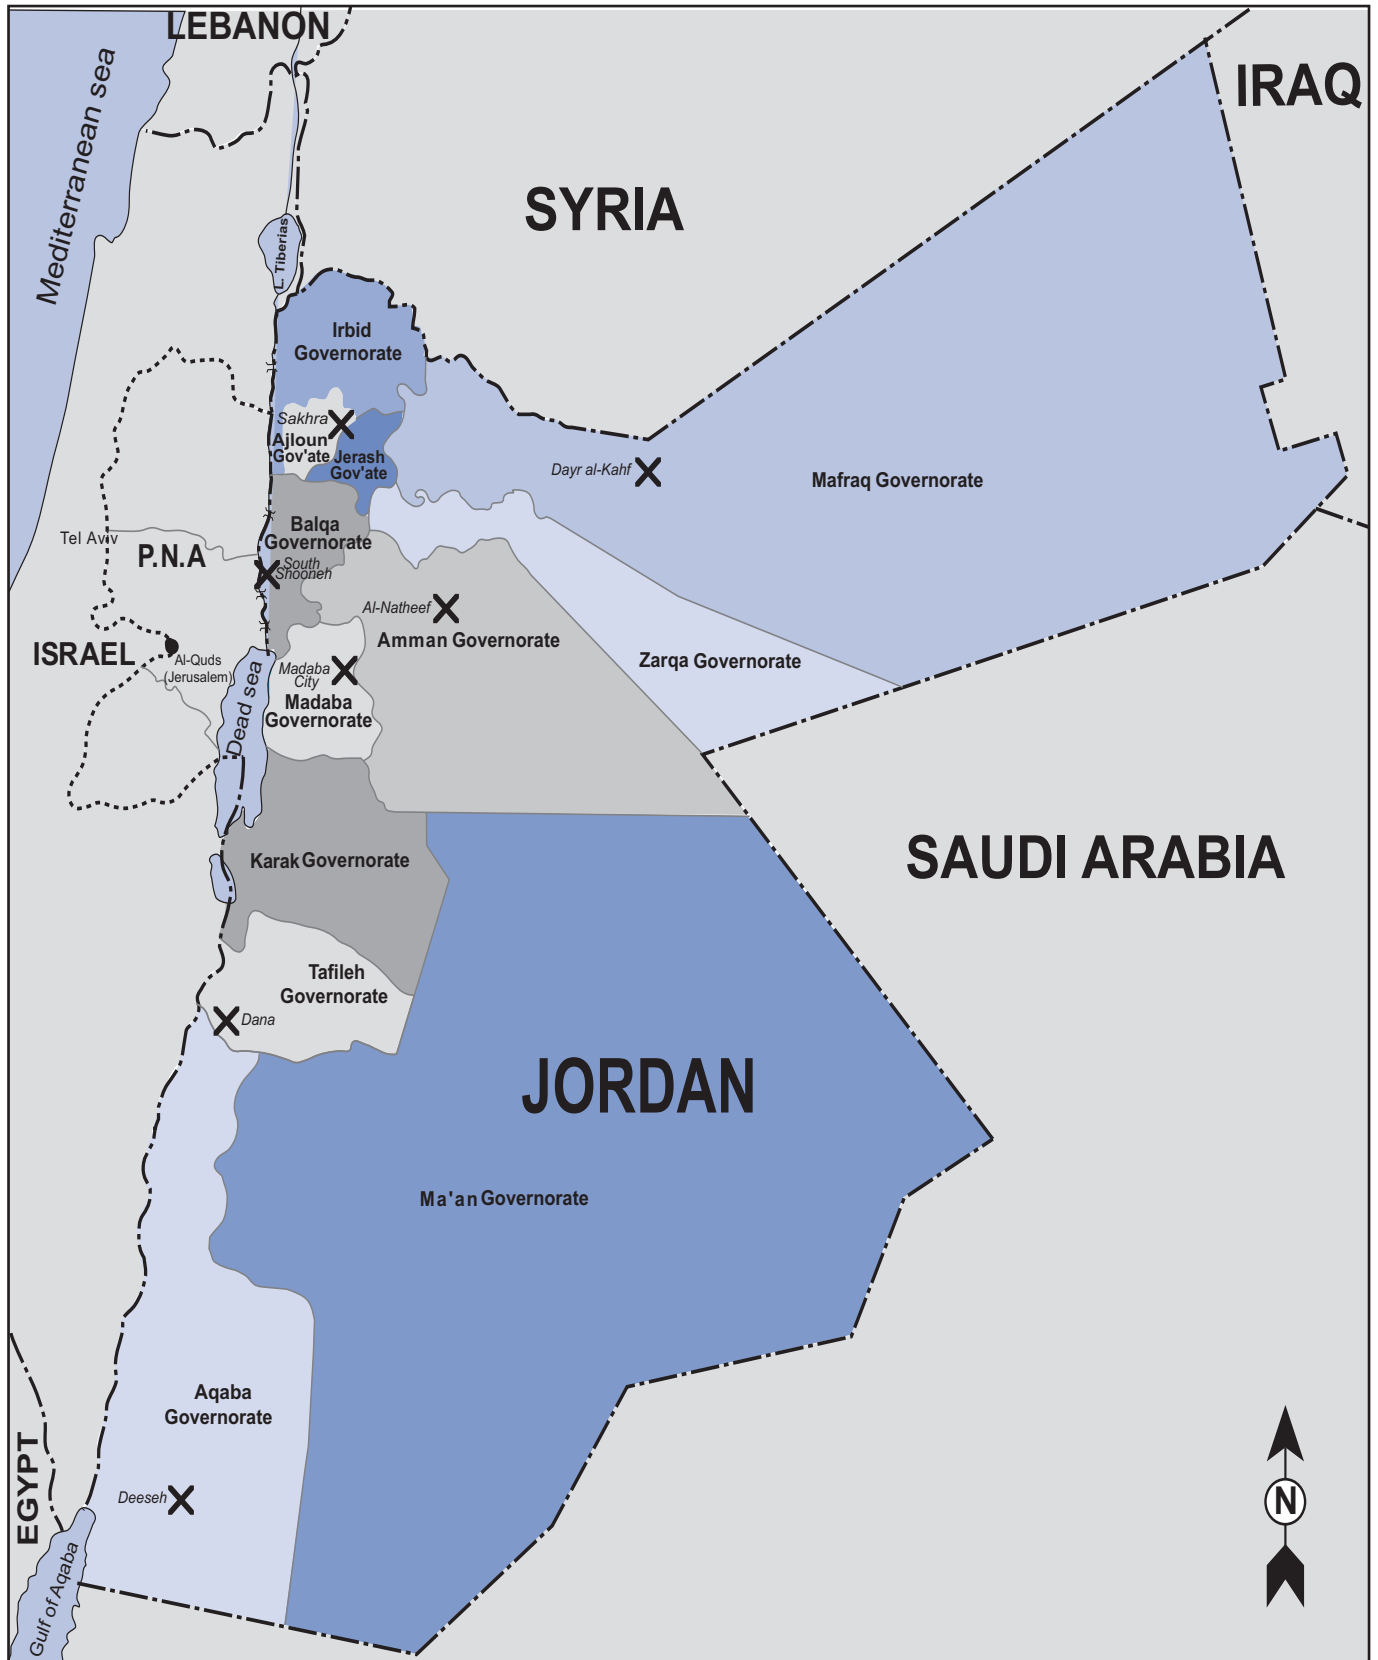 LEBANON
IRAQ
Mediterranean sea
SYRIA
L. Tiberias
Irbid
Governorate
Sakhra
Ajloun
Gov'ate
Jerash
Gov'ate
Dayr al-Kahf
Mafraq Governorate
Balqa
Governorate
Tel Aviv
P.N.A
South
Shooneh
Al-Natheef
Amman Governorate
ISRAEL
Al-Quds
(Jerusalem)
Zarqa Governorate
Madaba
City
Dead sea
Madaba
Governorate
SAUDI ARABIA
Karak Governorate
Tafileh
Governorate
Dana
JORDAN
Ma'an Governorate
Aqaba
Governorate
EGYPT
Deeseh
N
Gulf of Aqaba